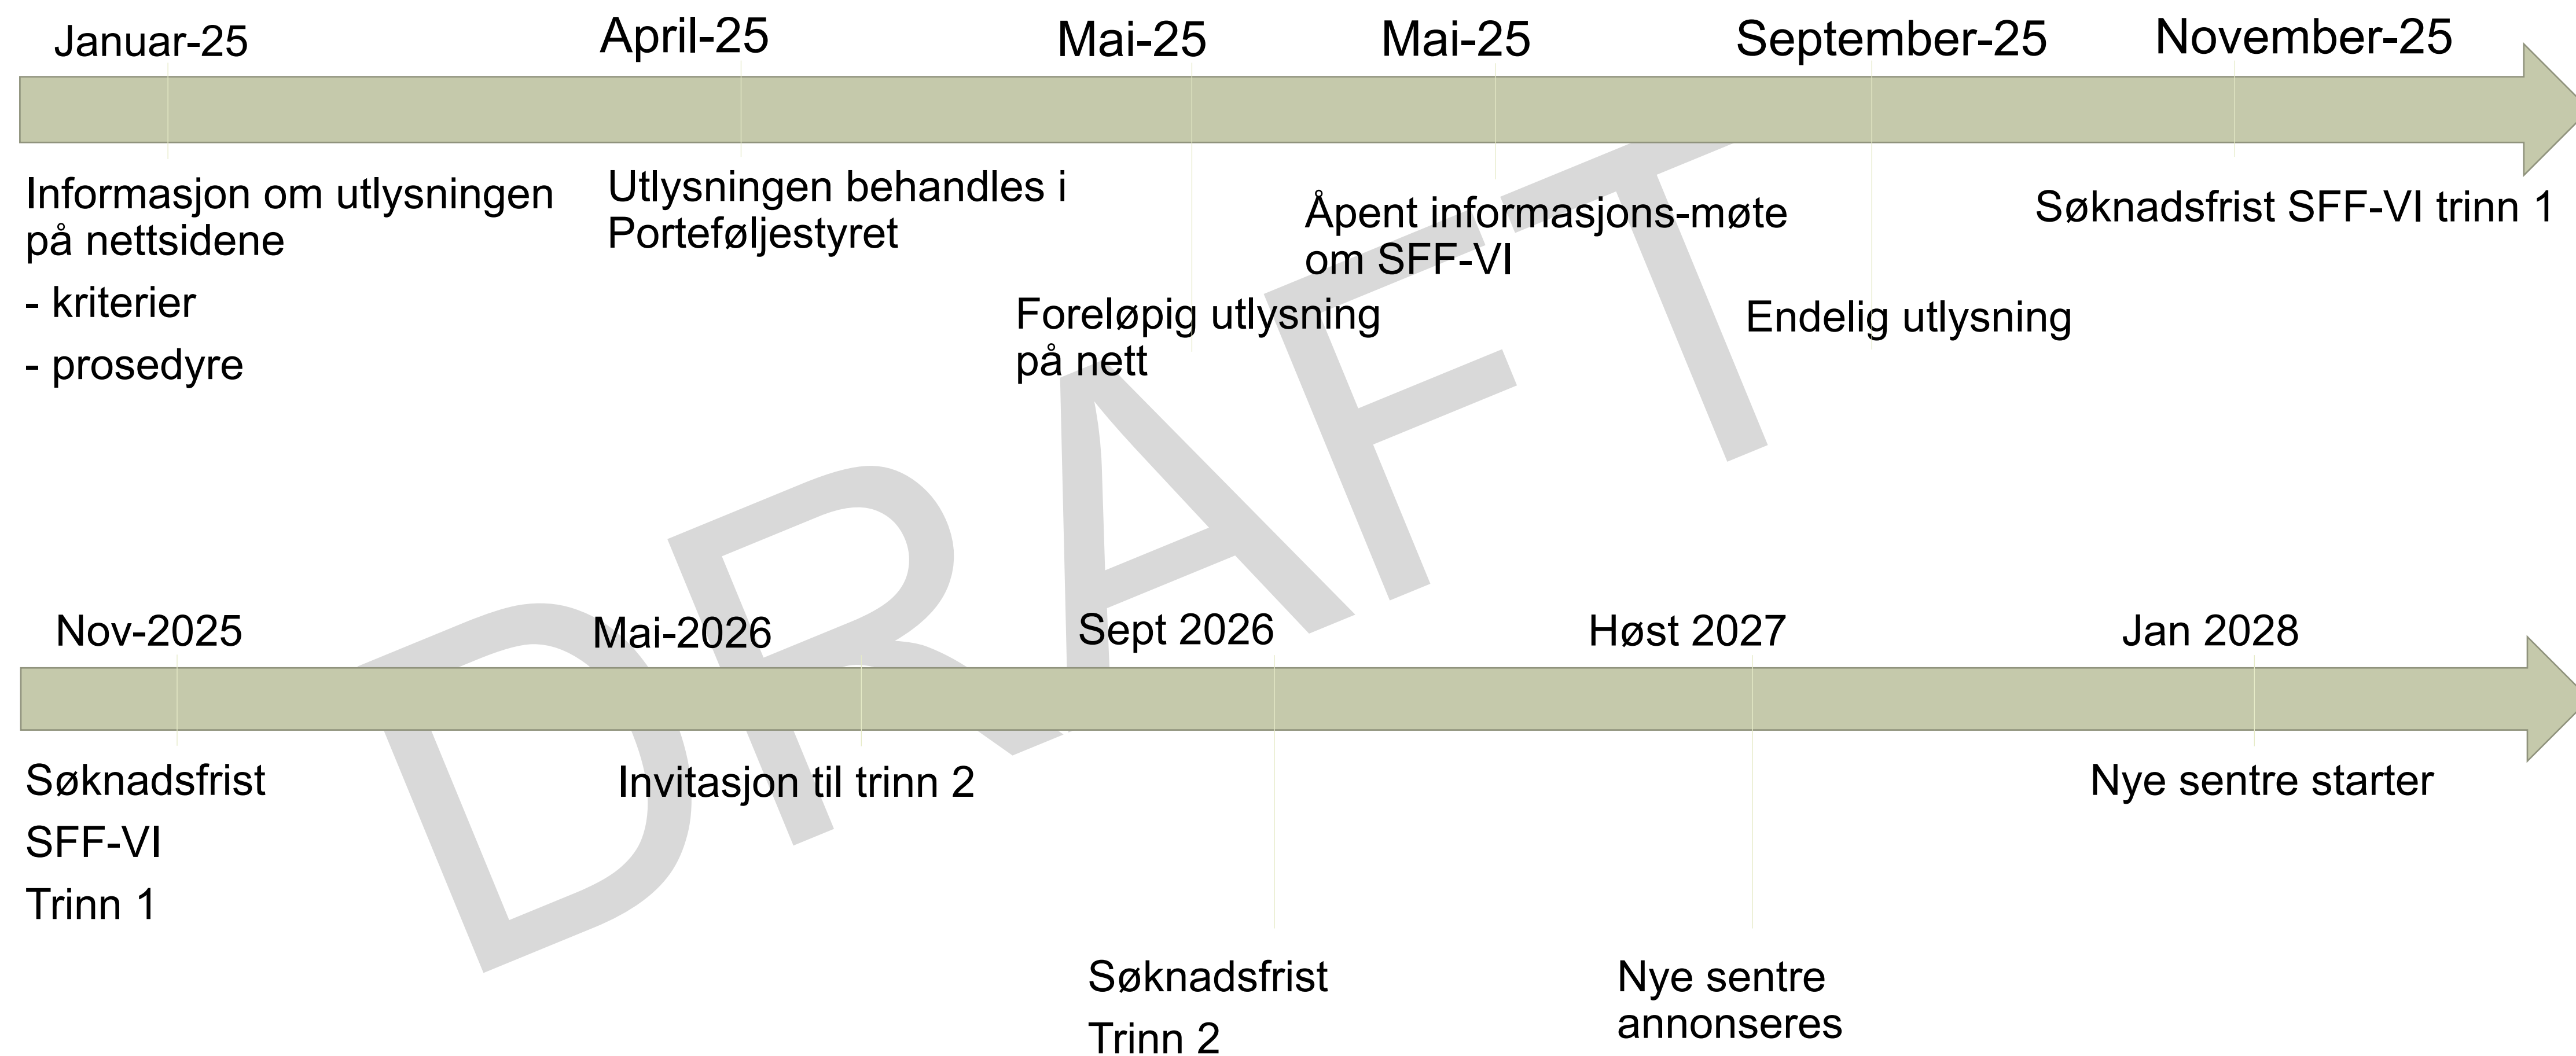 Januar-25
April-25
Mai-25
Mai-25
September-25
November-25
Informasjon om utlysningen
på nettsidene
- kriterier
- prosedyre
Utlysningen behandles i
Porteføljestyret
Foreløpig utlysning
på nett
Åpent informasjons-møte
om SFF-VI
Endelig utlysning
Søknadsfrist SFF-VI trinn 1
DRAFT
Nov-2025
Mai-2026
Sept 2026
Høst 2027
Jan 2028
Søknadsfrist
SFF-VI
Trinn 1
Invitasjon til trinn 2
Søknadsfrist
Trinn 2
Nye sentre
annonseres
Nye sentre starter